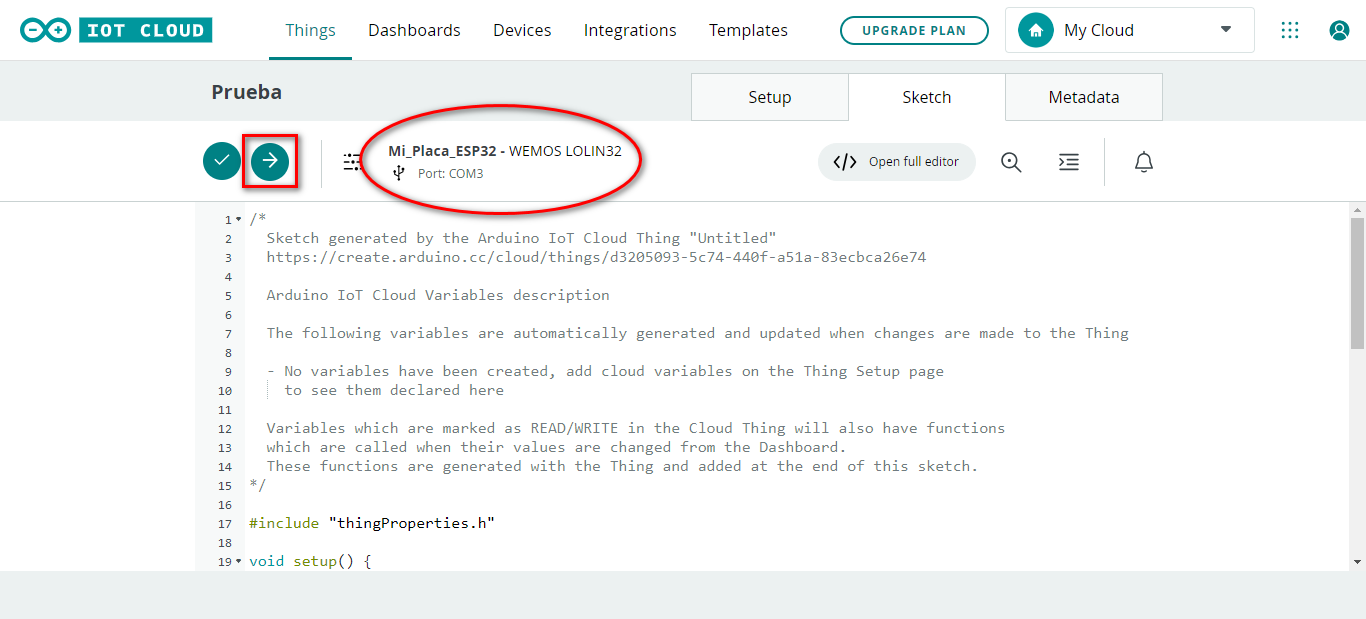 IOT CLOUD
Things Dashboards Devices Integrations Templates UPGRADE PLAN My Cloud
Prueba
Setup Sketch Metadata
Mi_Placa_ESP32 - WEMOS LOLIN32
Port: COM3
</> Open full editor
1 /*
2 Sketch generated by the Arduino IoT Cloud Thing "Untitled"
3 https://create.arduino.cc/cloud/things/d3205093-5c74-440f-a51a-83ecbca26e74
4
5 Arduino IoT Cloud Variables description
6
7 The following variables are automatically generated and updated when changes are made to the Thing
8
9 - No variables have been created, add cloud variables on the Thing Setup page
10 to see them declared here
11
12 Variables which are marked as READ/WRITE in the Cloud Thing will also have functions
13 which are called when their values are changed from the Dashboard.
14 These functions are generated with the Thing and added at the end of this sketch.
15 */
16
17 #include "thingProperties.h"
18
19 void setup() {